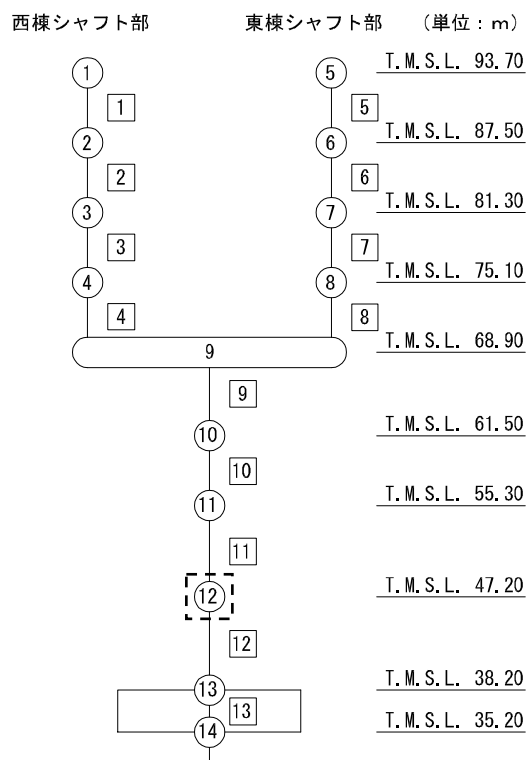 西棟シャフト部 東棟シャフト部 (単位：m)
1 5 T.M.S.L. 93.70
1 5
2 6 T.M.S.L. 87.50
2 6
3 7 T.M.S.L. 81.30
3 7
4 8 T.M.S.L. 75.10
4 8
9 T.M.S.L. 68.90
9
10 T.M.S.L. 61.50
10
11 T.M.S.L. 55.30
11
12 T.M.S.L. 47.20
12
13 T.M.S.L. 38.20
13
14 T.M.S.L. 35.20